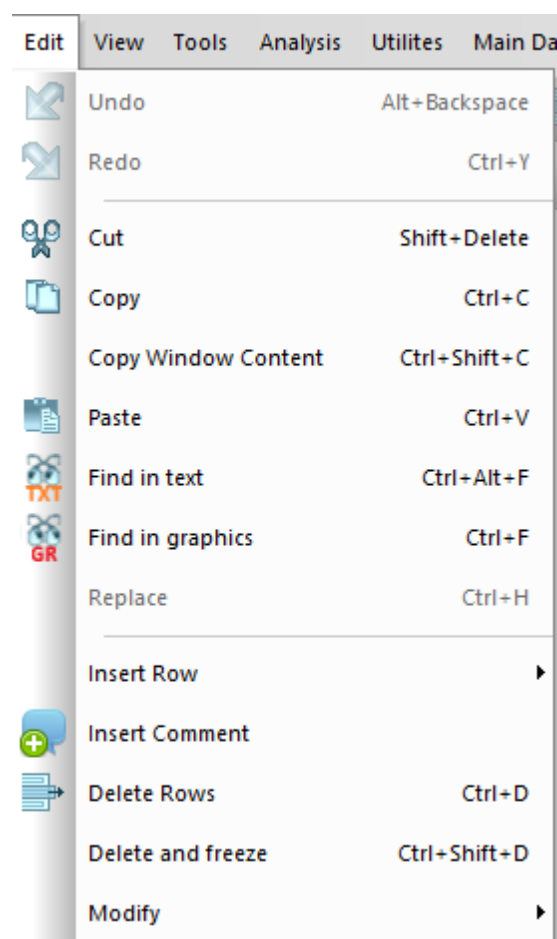 Edit View Tools Analysis Utilites Main Da
Undo Alt+Backspace
Redo Ctrl+Y
Cut Shift+Delete
Copy Ctrl+C
Copy Window Content Ctrl+Shift+C
Paste Ctrl+V
TXT Find in text Ctrl+Alt+F
GR Find in graphics Ctrl+F
Replace Ctrl+H
Insert Row
Insert Comment
Delete Rows Ctrl+D
Delete and freeze Ctrl+Shift+D
Modify